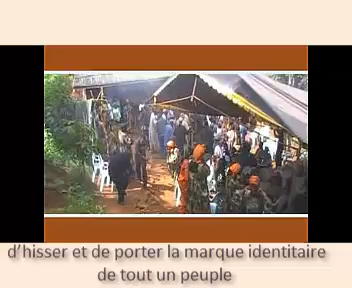 d'hisser et de porter la marque identitaire
de tout un peuple